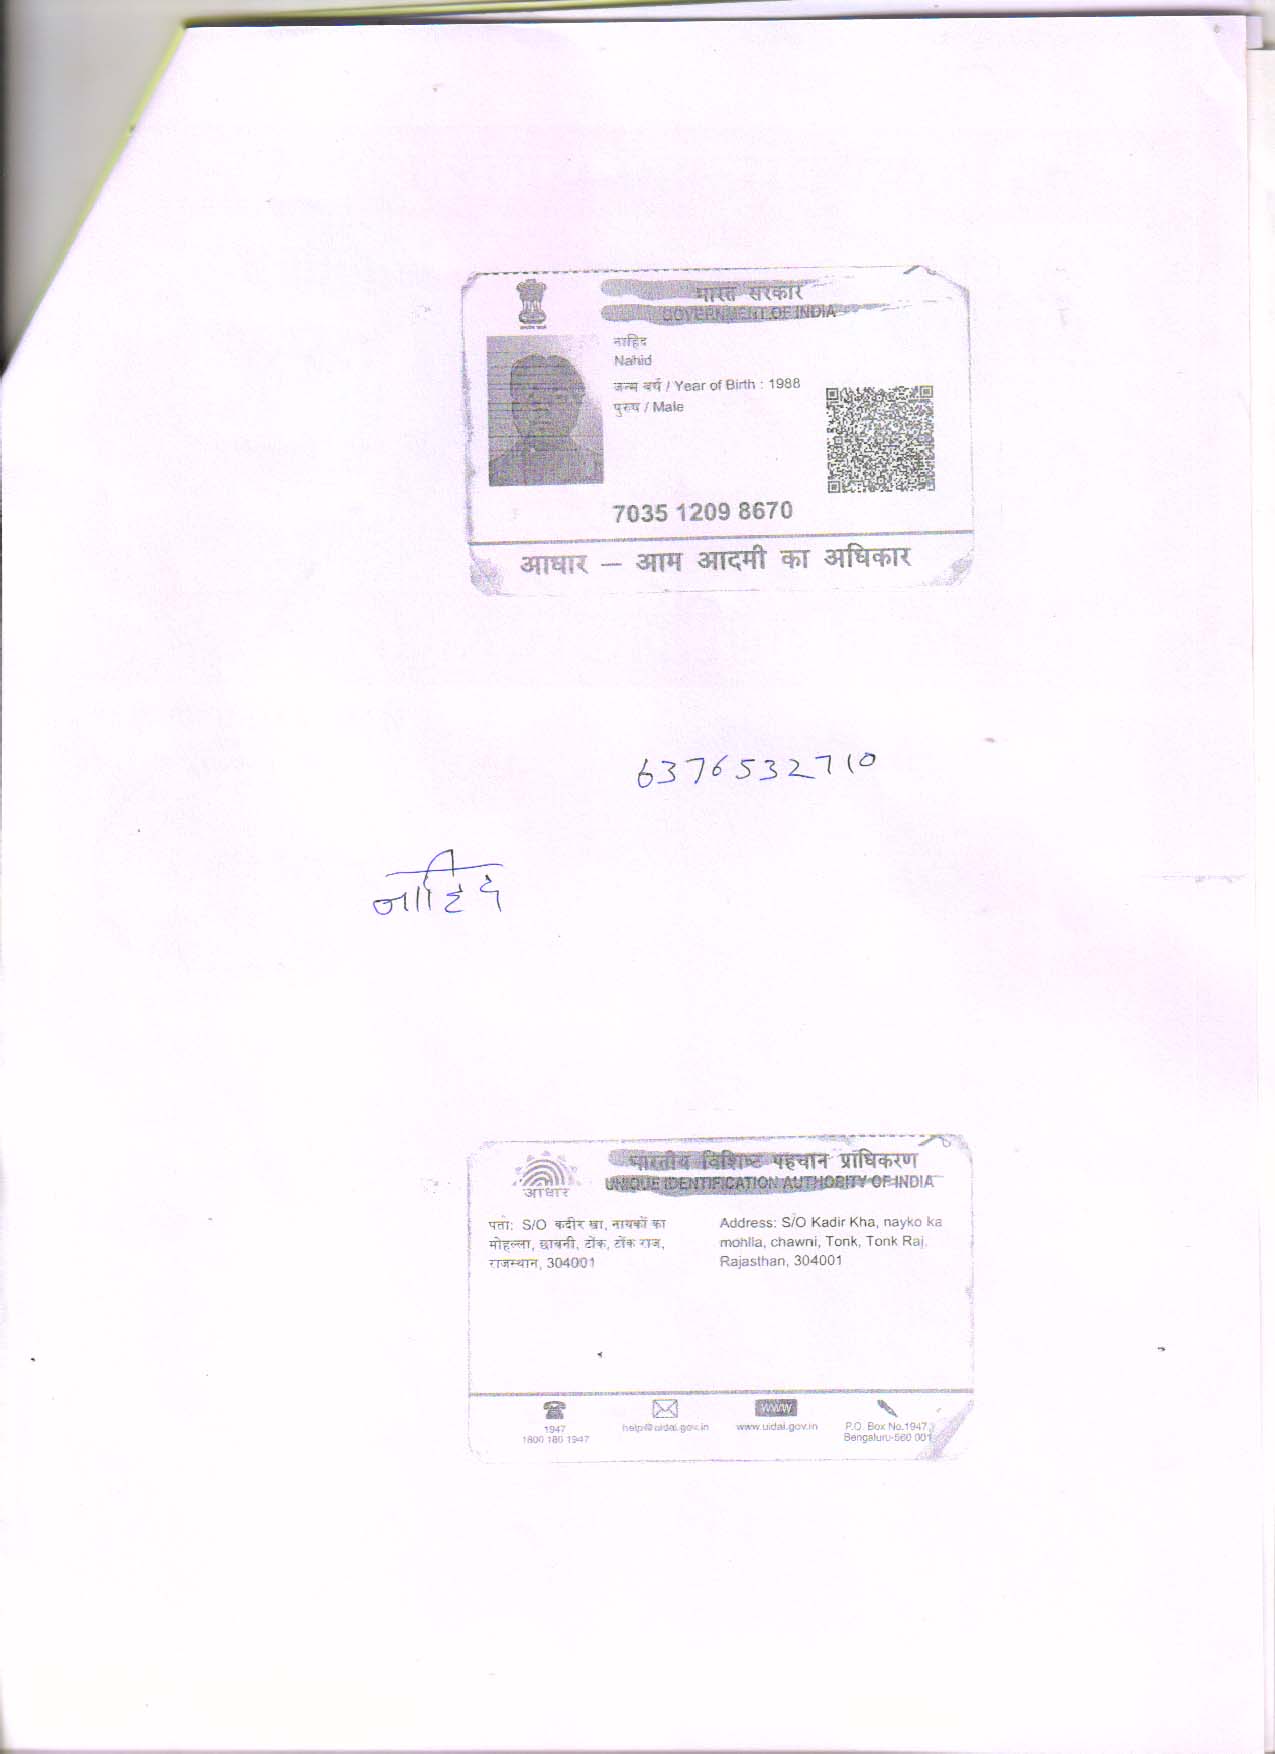 भारत सरकार
GOVERNMENT OF INDIA
नाहिद
Nahid
जन्म वर्ष / Year of Birth : 1988
पुरुष / Male
7035 1209 8670
आधार – आम आदमी का अधिकार
6376532710
नाहिद
भारतीय विशिष्ट पहचान प्राधिकरण
UNIQUE IDENTIFICATION AUTHORITY OF INDIA
आधार
पता: S/O कदीर खा, नायकों का
मोहल्ला, छावनी, टोंक, टोंक राज,
राजस्थान, 304001
Address: S/O Kadir Kha, nayko ka
mohlla, chawni, Tonk, Tonk Raj,
Rajasthan, 304001
1947
1800 180 1947
help@uidai.gov.in
WWW
www.uidai.gov.in
P.O. Box No.1947,
Bengaluru-560 001